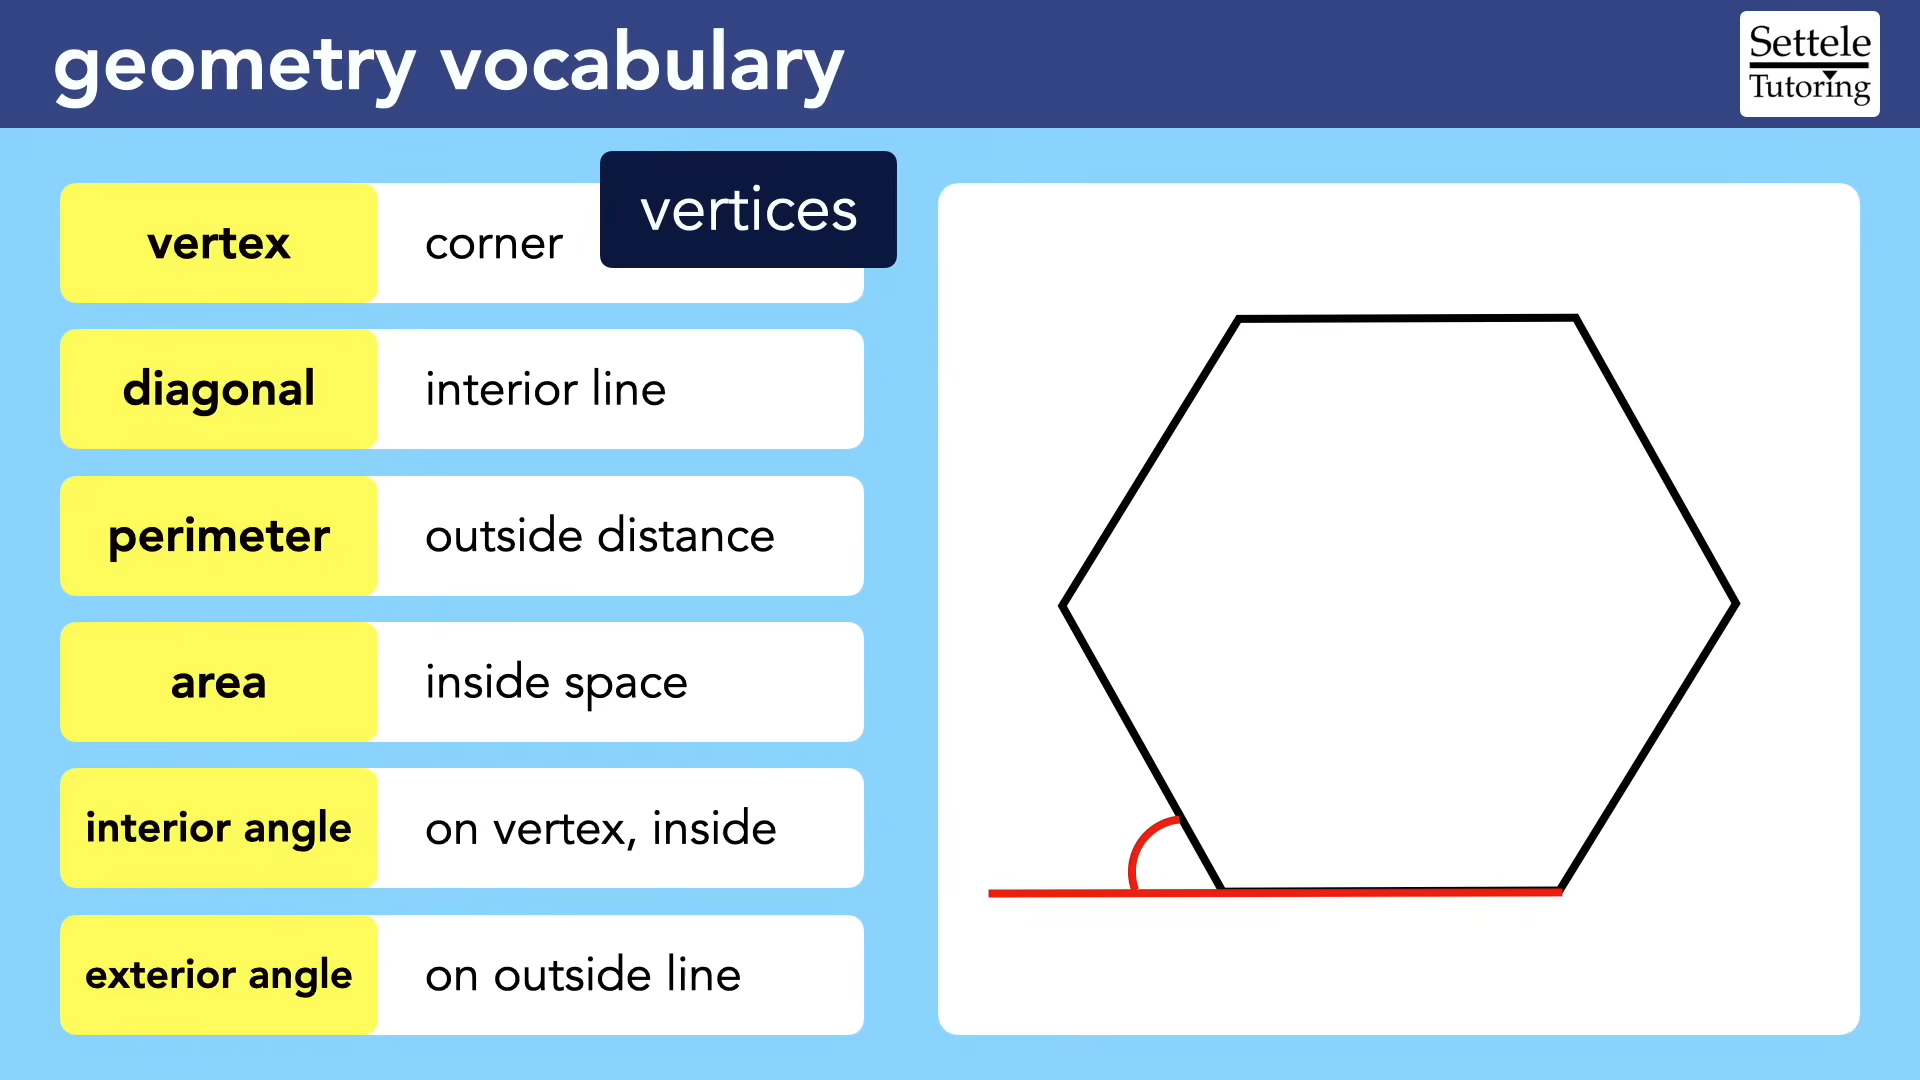 geometry vocabulary
Settele
Tutoring
vertices
vertex corner
diagonal interior line
perimeter outside distance
area inside space
interior angle on vertex, inside
exterior angle on outside line